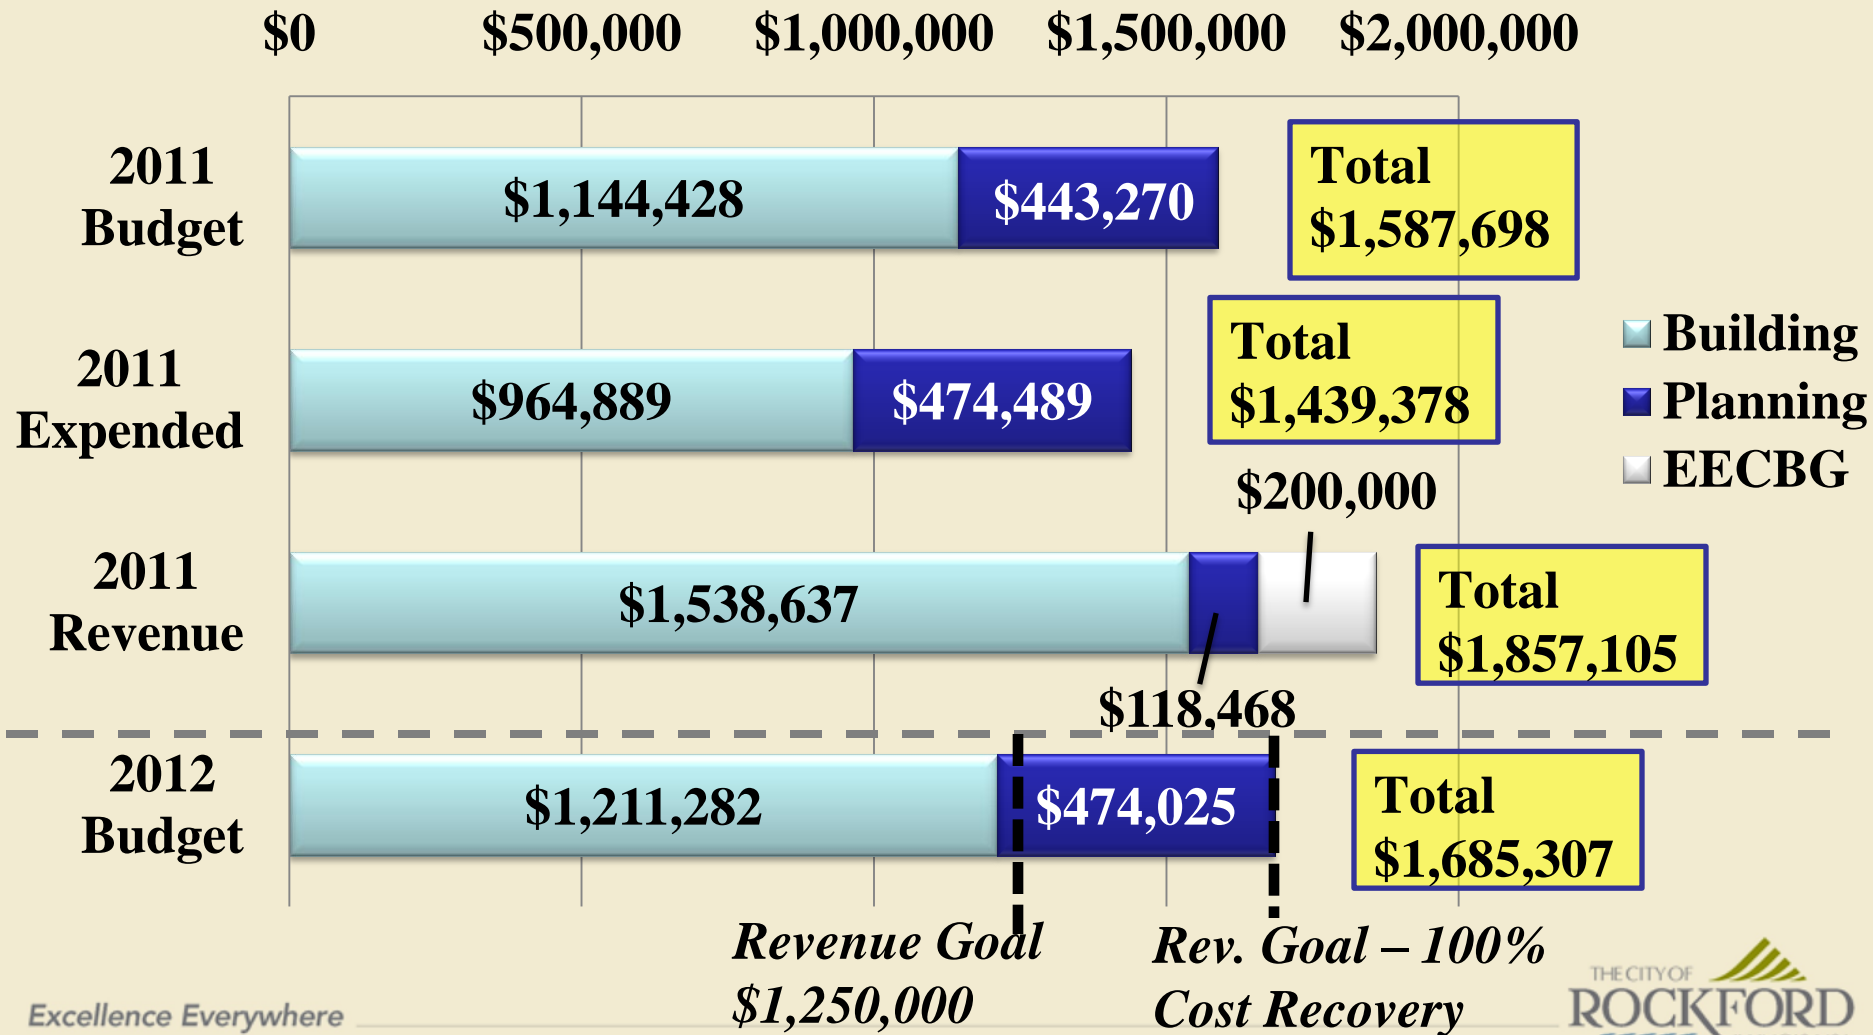 $0 $500,000 $1,000,000 $1,500,000 $2,000,000
2011
Budget
$1,144,428 $443,270
Total
$1,587,698
2011
Expended
$964,889 $474,489
Total
$1,439,378
Building
Planning
EECBG
$200,000
2011
Revenue
$1,538,637
$118,468
Total
$1,857,105
2012
Budget
$1,211,282 $474,025
Total
$1,685,307
Revenue Goal
$1,250,000
Rev. Goal – 100%
Cost Recovery
Excellence Everywhere
THE CITY OF
ROCKFORD